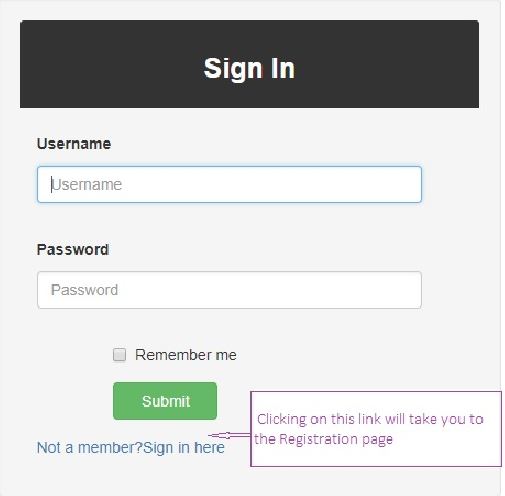 Sign In
Username
Username
Password
Password
Remember me
Submit
Clicking on this link will take you to
the Registration page
Not a member?Sign in here